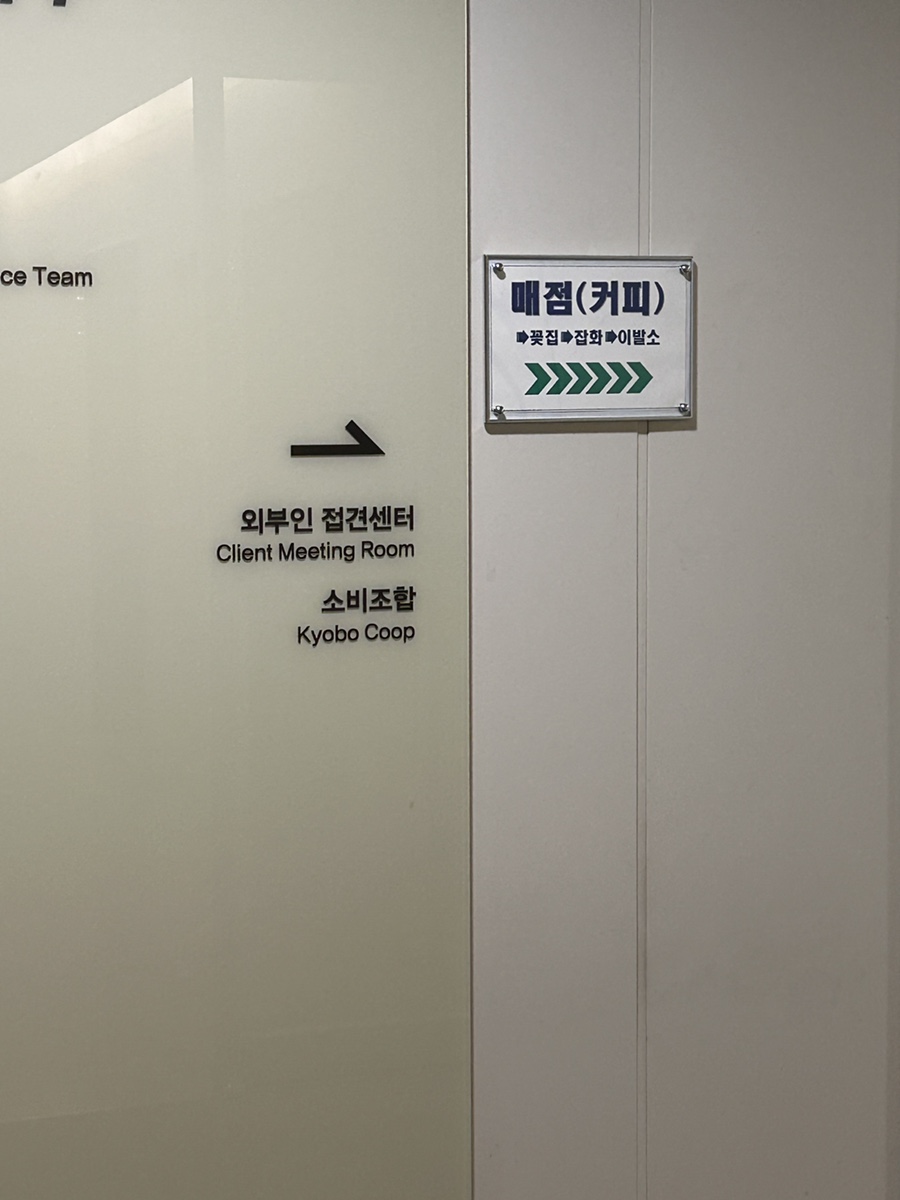 ce Team
외부인 접견센터
Client Meeting Room
소비조합
Kyobo Coop
매점(커피)
➡꽃집➡잡화➡이발소